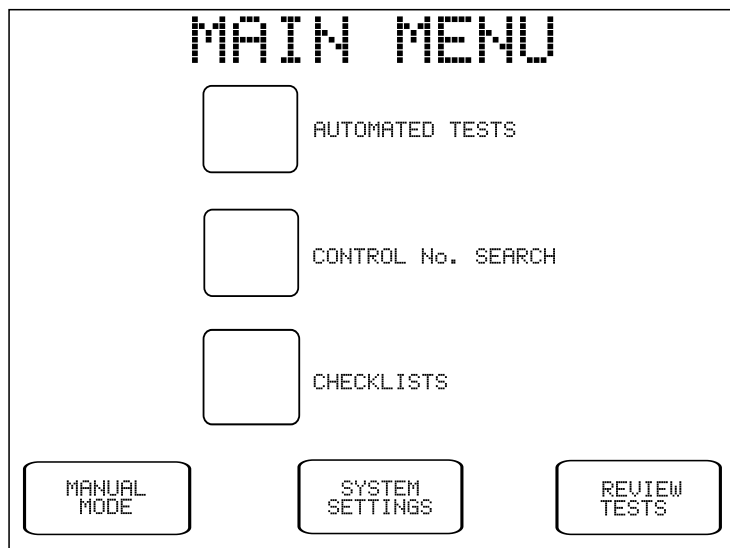 MAIN MENU
AUTOMATED TESTS
CONTROL No. SEARCH
CHECKLISTS
MANUAL
MODE
SYSTEM
SETTINGS
REVIEW
TESTS